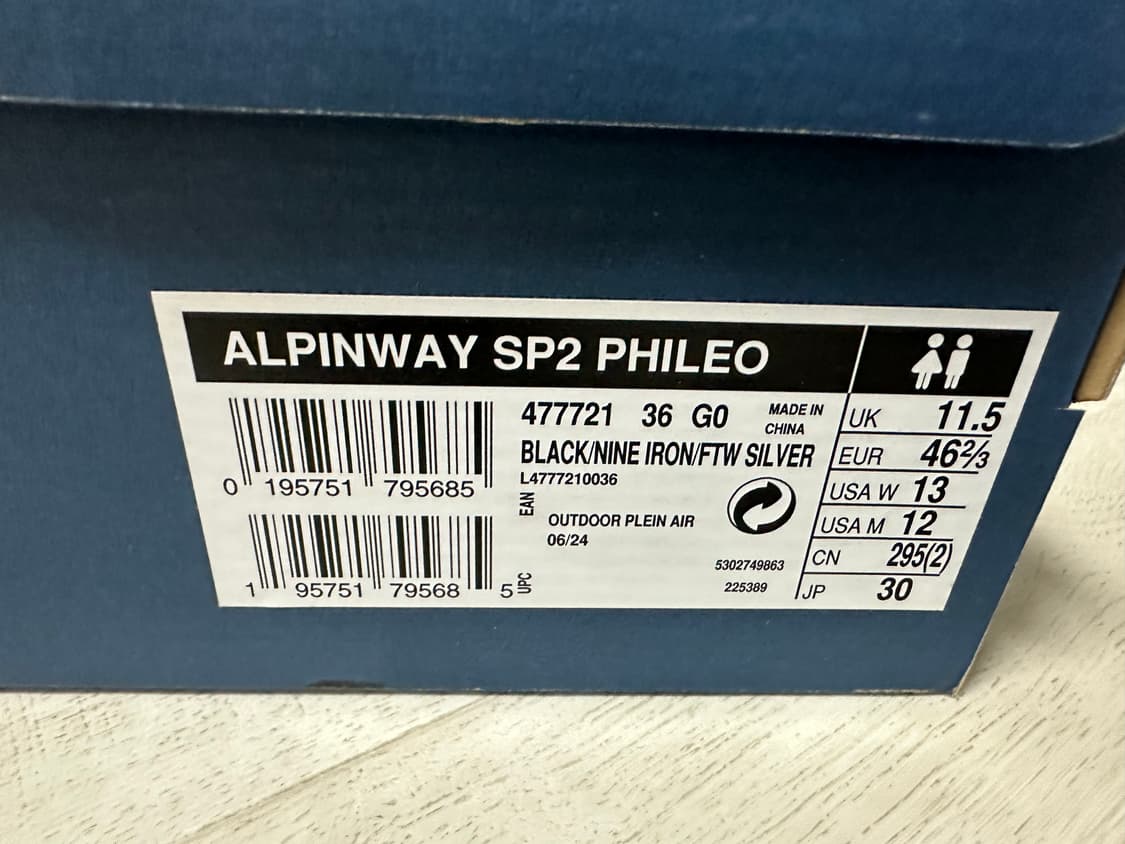 ALPINWAY SP2 PHILEO
0 195751 795685
EAN
1 95751 79568 5
UPC
477721 36 G0 MADE IN
CHINA
BLACK/NINE IRON/FTW SILVER
L4777210036
OUTDOOR PLEIN AIR
06/24
5302749863
225389
UK 11.5
EUR 46⅔
USA W 13
USA M 12
CN 295(2)
JP 30